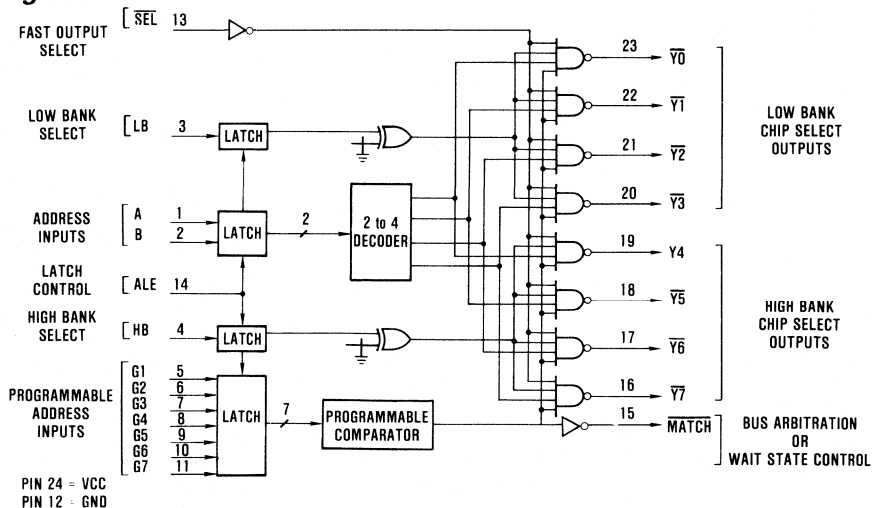 FAST OUTPUT
SELECT
SEL 13
LOW BANK
SELECT
LB 3
LATCH
ADDRESS
INPUTS
A 1
B 2
LATCH
2
2 to 4
DECODER
LATCH
CONTROL
ALE 14
HIGH BANK
SELECT
HB 4
LATCH
PROGRAMMABLE
ADDRESS
INPUTS
G1 5
G2 6
G3 7
G4 8
G5 9
G6 10
G7 11
LATCH
7
PROGRAMMABLE
COMPARATOR
23 Y0
22 Y1
21 Y2
20 Y3
LOW BANK
CHIP SELECT
OUTPUTS
19 Y4
18 Y5
17 Y6
16 Y7
HIGH BANK
CHIP SELECT
OUTPUTS
15 MATCH
BUS ARBITRATION
OR
WAIT STATE CONTROL
PIN 24 = VCC
PIN 12 = GND